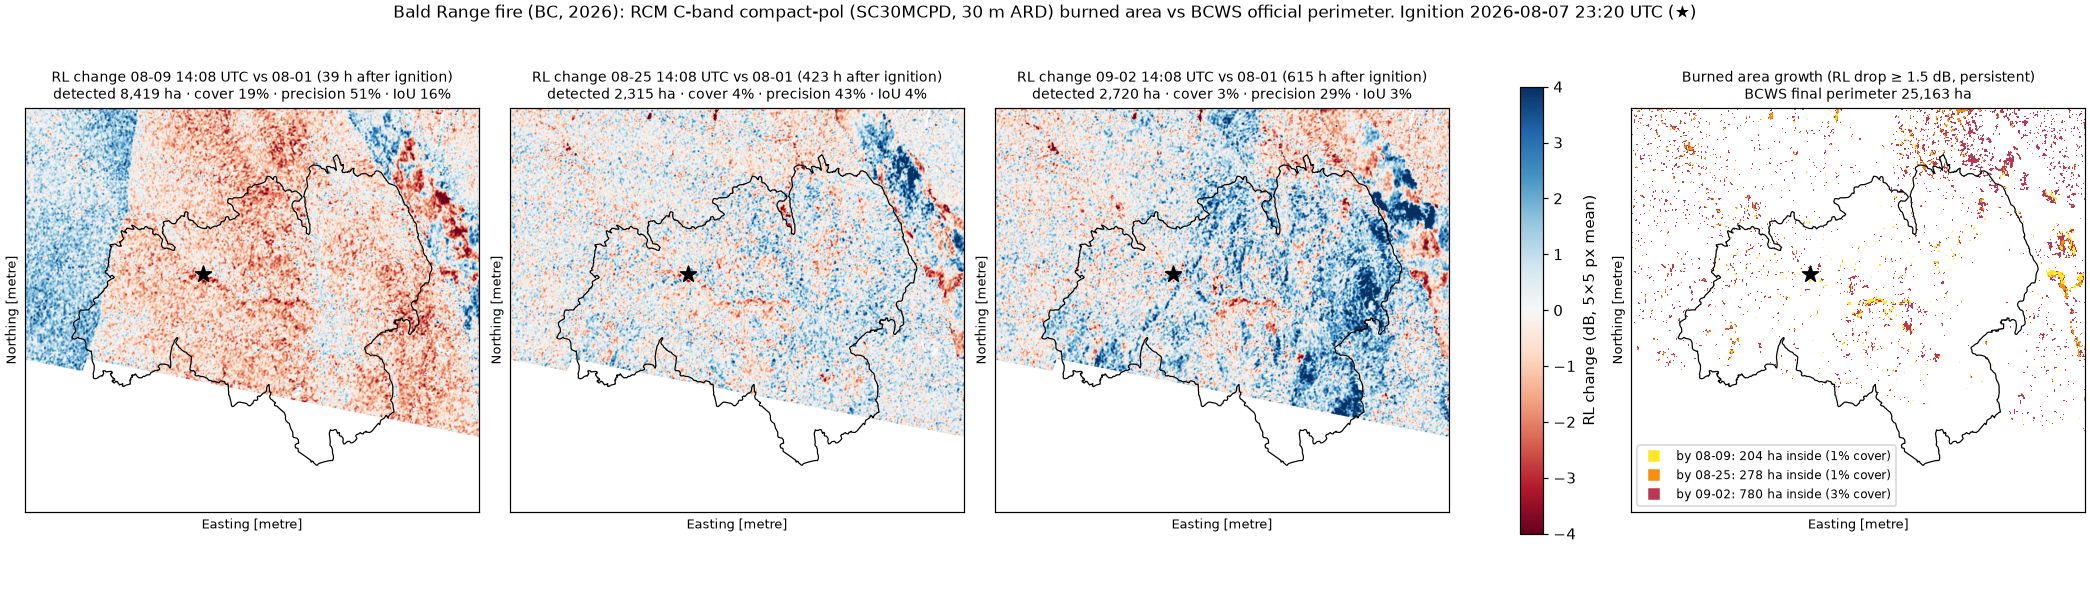 Bald Range fire (BC, 2026): RCM C-band compact-pol (SC30MCPD, 30 m ARD) burned area vs BCWS official perimeter. Ignition 2026-08-07 23:20 UTC (★)
RL change 08-09 14:08 UTC vs 08-01 (39 h after ignition)
detected 8,419 ha · cover 19% · precision 51% · IoU 16%
Northing [metre]
Easting [metre]
RL change 08-25 14:08 UTC vs 08-01 (423 h after ignition)
detected 2,315 ha · cover 4% · precision 43% · IoU 4%
Northing [metre]
Easting [metre]
RL change 09-02 14:08 UTC vs 08-01 (615 h after ignition)
detected 2,720 ha · cover 3% · precision 29% · IoU 3%
Northing [metre]
Easting [metre]
4
3
2
1
0
−1
−2
−3
−4
RL change (dB, 5×5 px mean)
Burned area growth (RL drop ≥ 1.5 dB, persistent)
BCWS final perimeter 25,163 ha
Northing [metre]
by 08-09: 204 ha inside (1% cover)
by 08-25: 278 ha inside (1% cover)
by 09-02: 780 ha inside (3% cover)
Easting [metre]